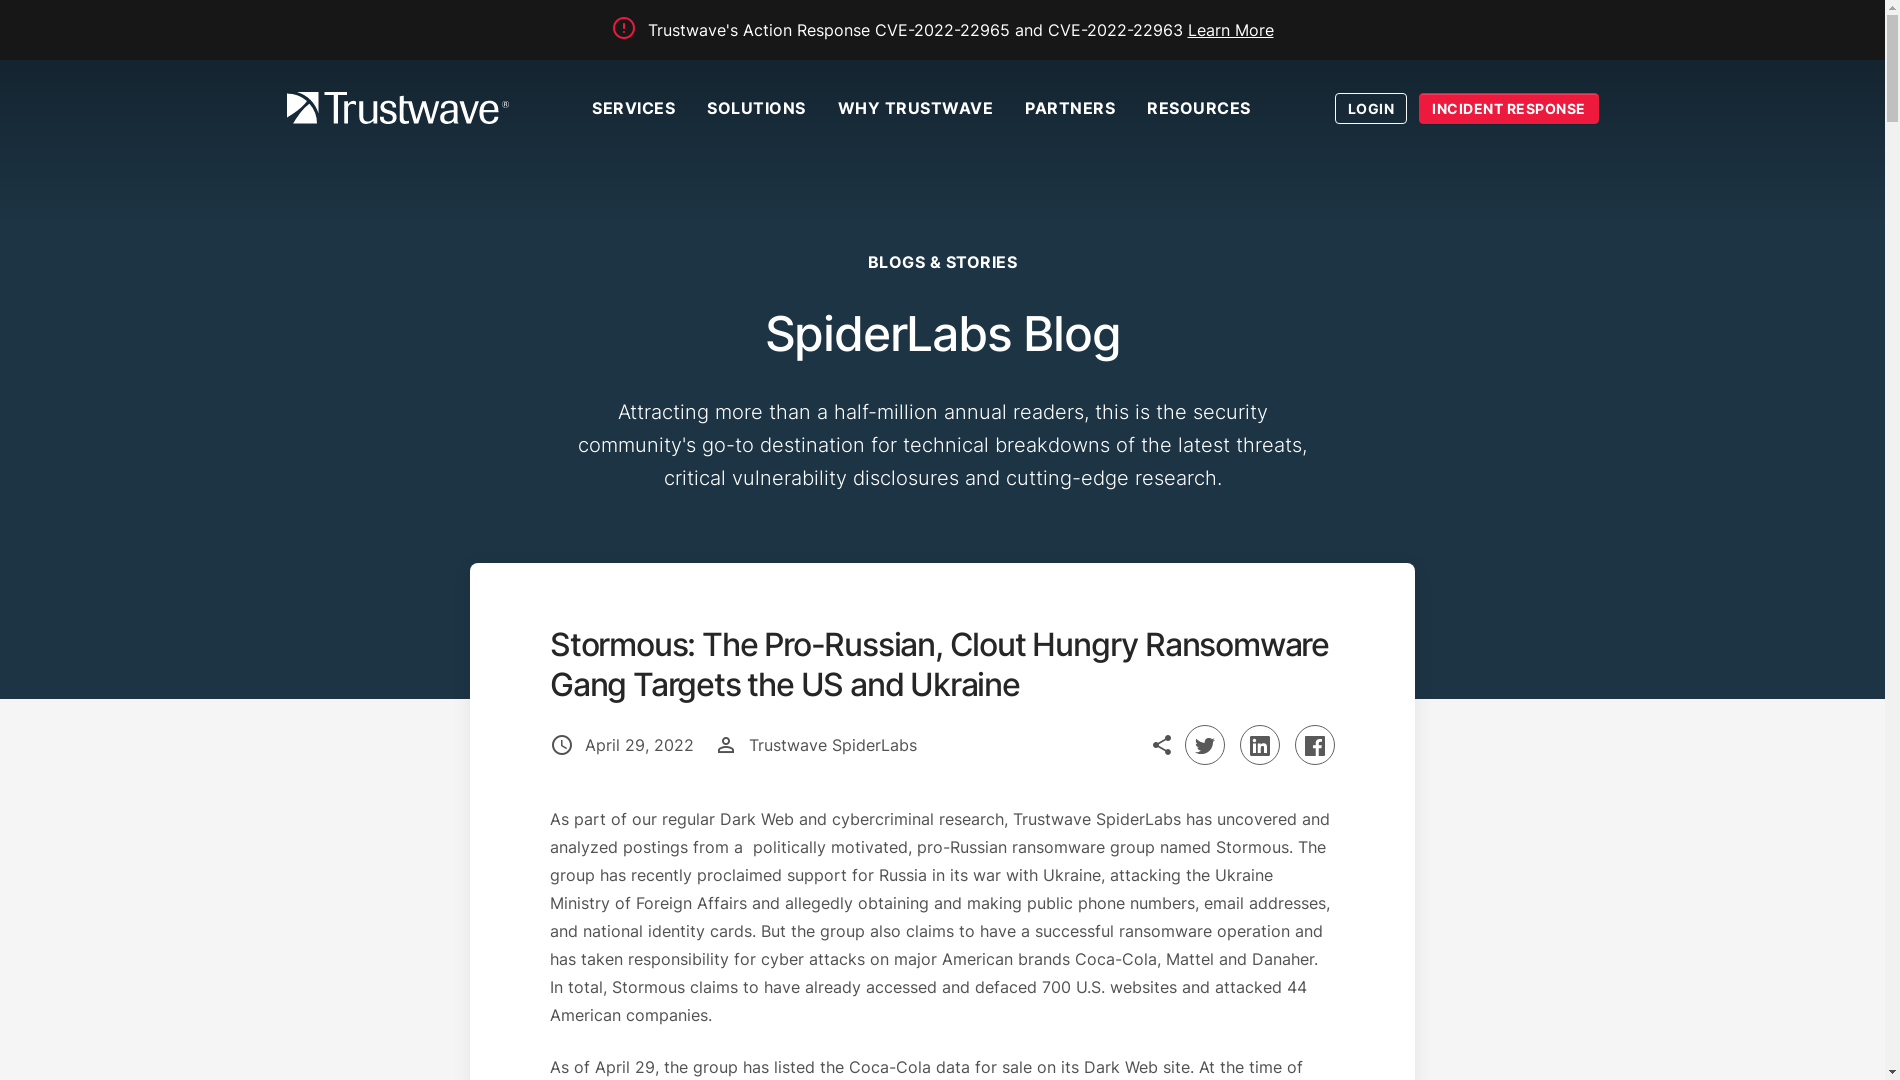 Trustwave's Action Response CVE-2022-22965 and CVE-2022-22963 Learn More
Trustwave®
SERVICES SOLUTIONS WHY TRUSTWAVE PARTNERS RESOURCES LOGIN INCIDENT RESPONSE
BLOGS & STORIES
SpiderLabs Blog
Attracting more than a half-million annual readers, this is the security
community's go-to destination for technical breakdowns of the latest threats,
critical vulnerability disclosures and cutting-edge research.
Stormous: The Pro-Russian, Clout Hungry Ransomware
Gang Targets the US and Ukraine
April 29, 2022 Trustwave SpiderLabs
As part of our regular Dark Web and cybercriminal research, Trustwave SpiderLabs has uncovered and
analyzed postings from a  politically motivated, pro-Russian ransomware group named Stormous. The
group has recently proclaimed support for Russia in its war with Ukraine, attacking the Ukraine
Ministry of Foreign Affairs and allegedly obtaining and making public phone numbers, email addresses,
and national identity cards. But the group also claims to have a successful ransomware operation and
has taken responsibility for cyber attacks on major American brands Coca-Cola, Mattel and Danaher.
In total, Stormous claims to have already accessed and defaced 700 U.S. websites and attacked 44
American companies.
As of April 29, the group has listed the Coca-Cola data for sale on its Dark Web site. At the time of